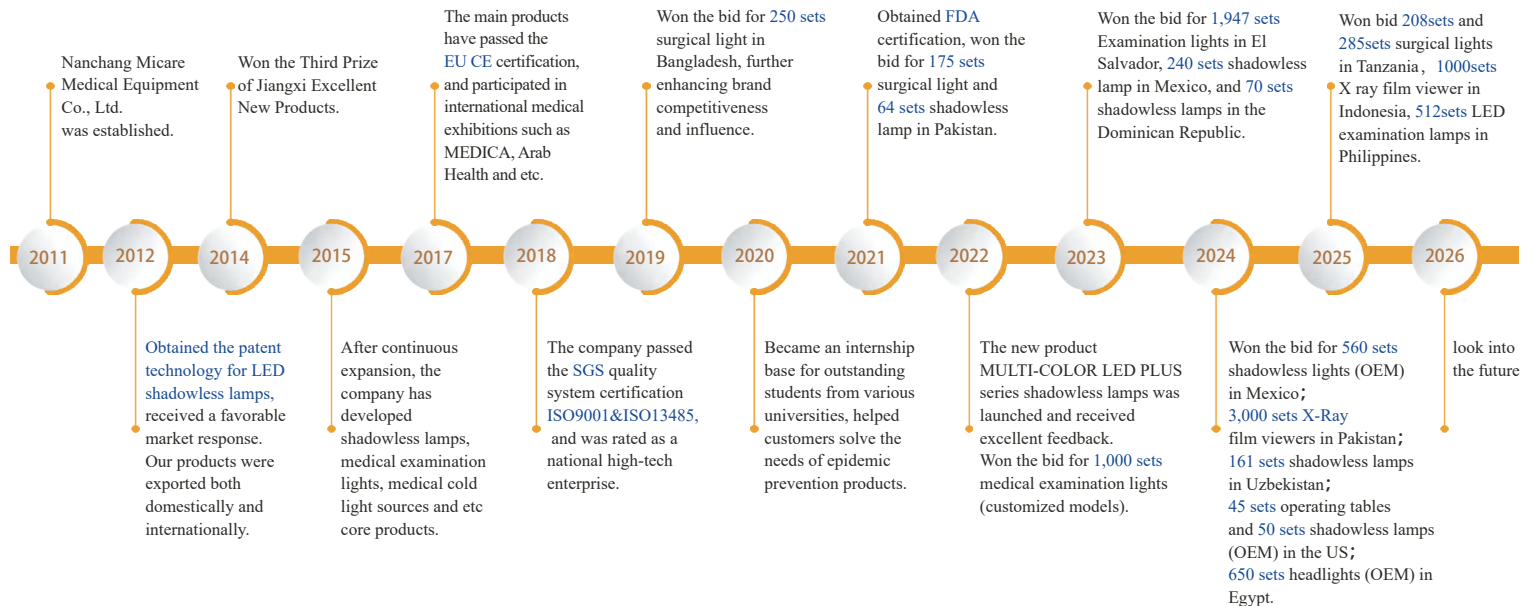 Nanchang Micare
Medical Equipment
Co., Ltd.
was established.
Won the Third Prize
of Jiangxi Excellent
New Products.
The main products
have passed the
EU CE certification,
and participated in
international medical
exhibitions such as
MEDICA, Arab
Health and etc.
Won the bid for 250 sets
surgical light in
Bangladesh, further
enhancing brand
competitiveness
and influence.
Obtained FDA
certification, won the
bid for 175 sets
surgical light and
64 sets shadowless
lamp in Pakistan.
Won the bid for 1,947 sets
Examination lights in El
Salvador, 240 sets shadowless
lamp in Mexico, and 70 sets
shadowless lamps in the
Dominican Republic.
Won bid 208sets and
285sets surgical lights
in Tanzania, 1000sets
X ray film viewer in
Indonesia, 512sets LED
examination lamps in
Philippines.
2011 2012 2014 2015 2017 2018 2019 2020 2021 2022 2023 2024 2025 2026
Obtained the patent
technology for LED
shadowless lamps,
received a favorable
market response.
Our products were
exported both
domestically and
internationally.
After continuous
expansion, the
company has
developed
shadowless lamps,
medical examination
lights, medical cold
light sources and etc
core products.
The company passed
the SGS quality
system certification
ISO9001&ISO13485,
and was rated as a
national high-tech
enterprise.
Became an internship
base for outstanding
students from various
universities, helped
customers solve the
needs of epidemic
prevention products.
The new product
MULTI-COLOR LED PLUS
series shadowless lamps was
launched and received
excellent feedback.
Won the bid for 1,000 sets
medical examination lights
(customized models).
Won the bid for 560 sets
shadowless lights (OEM)
in Mexico;
3,000 sets X-Ray
film viewers in Pakistan;
161 sets shadowless lamps
in Uzbekistan;
45 sets operating tables
and 50 sets shadowless lamps
(OEM) in the US;
650 sets headlights (OEM) in
Egypt.
look into
the future